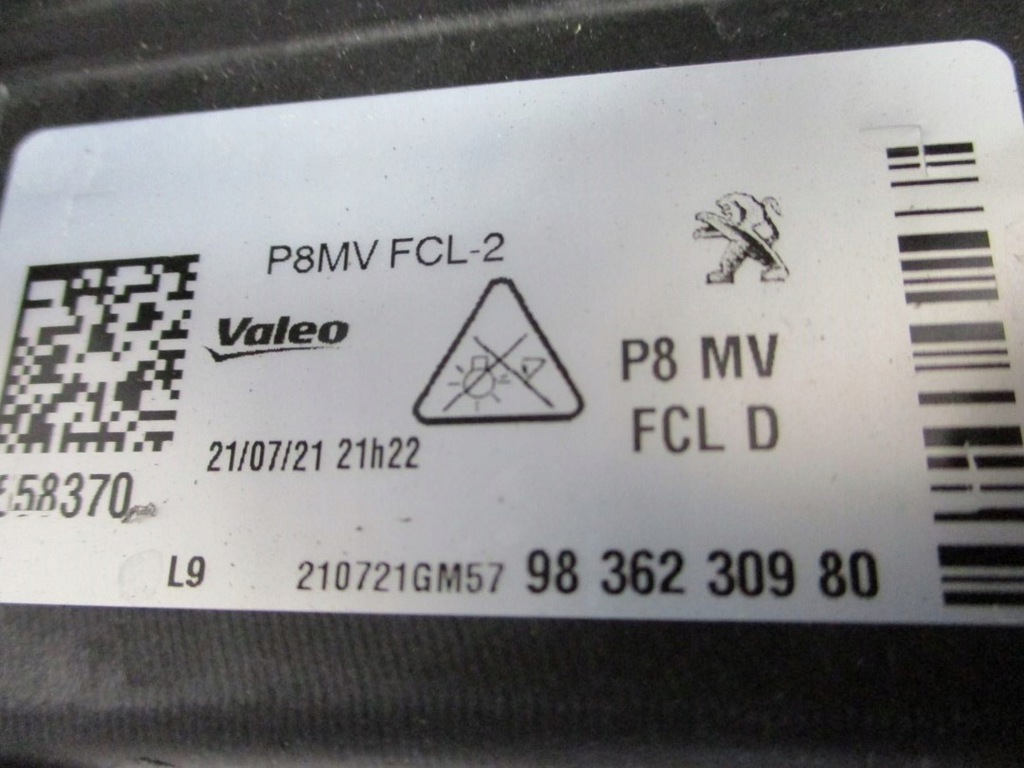 P8MV FCL-2
Valeo
P8 MV
FCL D
21/07/21 21h22
58370
L9
210721GM57
98 362 309 80